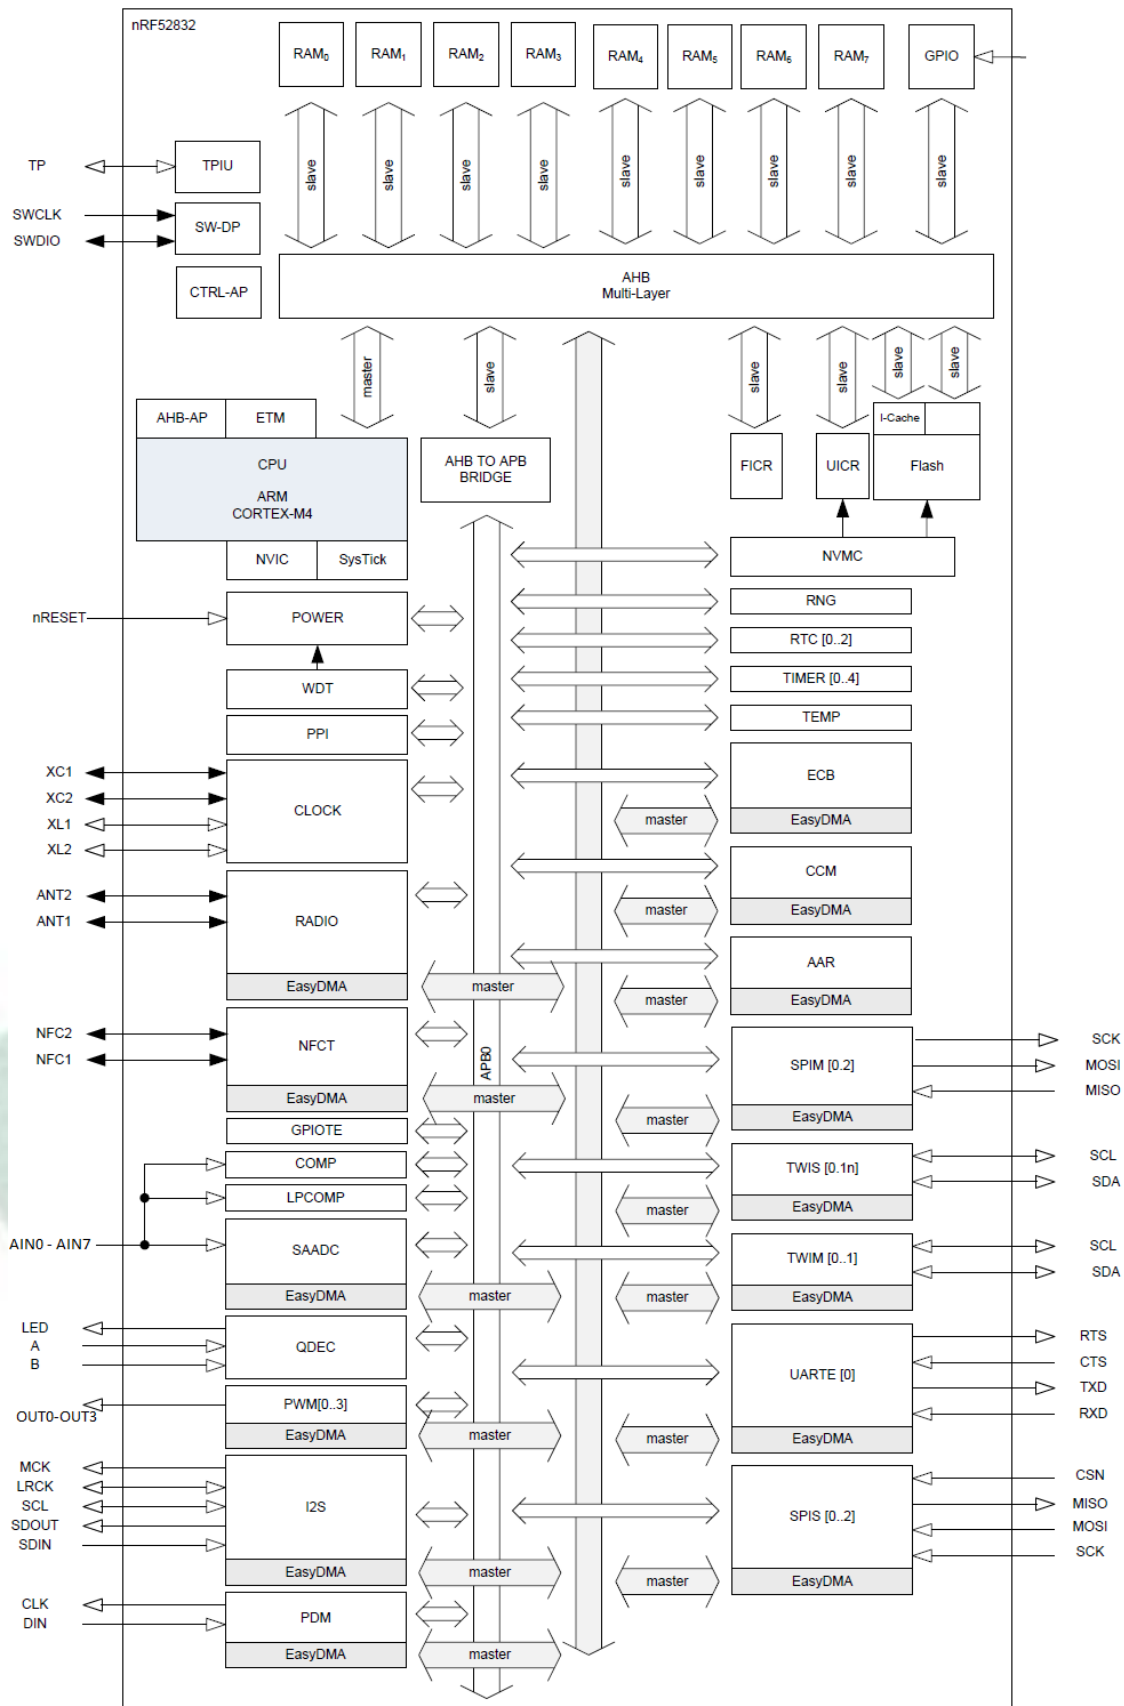 nRF52832
RAM0
RAM1
RAM2
RAM3
RAM4
RAM5
RAM6
RAM7
GPIO
slave
slave
slave
slave
slave
slave
slave
slave
slave
TP
TPIU
SWCLK
SWDIO
SW-DP
CTRL-AP
AHB
Multi-Layer
master
slave
slave
slave
slave
slave
AHB-AP
ETM
CPU
ARM
CORTEX-M4
NVIC
SysTick
AHB TO APB
BRIDGE
FICR
UICR
I-Cache
Flash
NVMC
nRESET
POWER
RNG
RTC [0..2]
WDT
TIMER [0..4]
PPI
TEMP
XC1
XC2
XL1
XL2
CLOCK
ECB
master
EasyDMA
ANT2
ANT1
RADIO
EasyDMA
master
CCM
master
EasyDMA
AAR
master
EasyDMA
NFC2
NFC1
NFCT
EasyDMA
master
APB0
SPIM [0.2]
master
EasyDMA
SCK
MOSI
MISO
GPIOTE
COMP
LPCOMP
AIN0 - AIN7
SAADC
EasyDMA
master
TWIS [0.1n]
master
EasyDMA
SCL
SDA
TWIM [0..1]
master
EasyDMA
SCL
SDA
LED
A
B
QDEC
OUT0-OUT3
PWM[0..3]
EasyDMA
master
UARTE [0]
master
EasyDMA
RTS
CTS
TXD
RXD
MCK
LRCK
SCL
SDOUT
SDIN
I2S
EasyDMA
master
SPIS [0..2]
master
EasyDMA
CSN
MISO
MOSI
SCK
CLK
DIN
PDM
EasyDMA
master